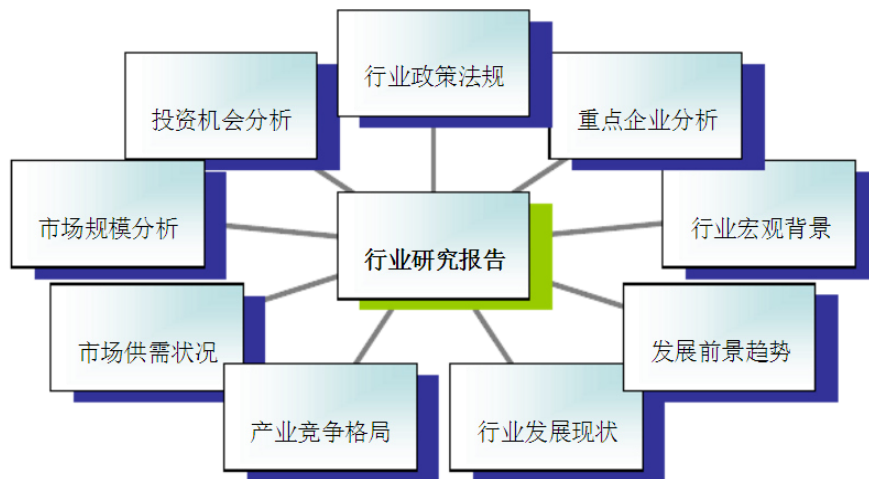 行业政策法规
投资机会分析
重点企业分析
市场规模分析
行业研究报告
行业宏观背景
市场供需状况
发展前景趋势
产业竞争格局
行业发展现状